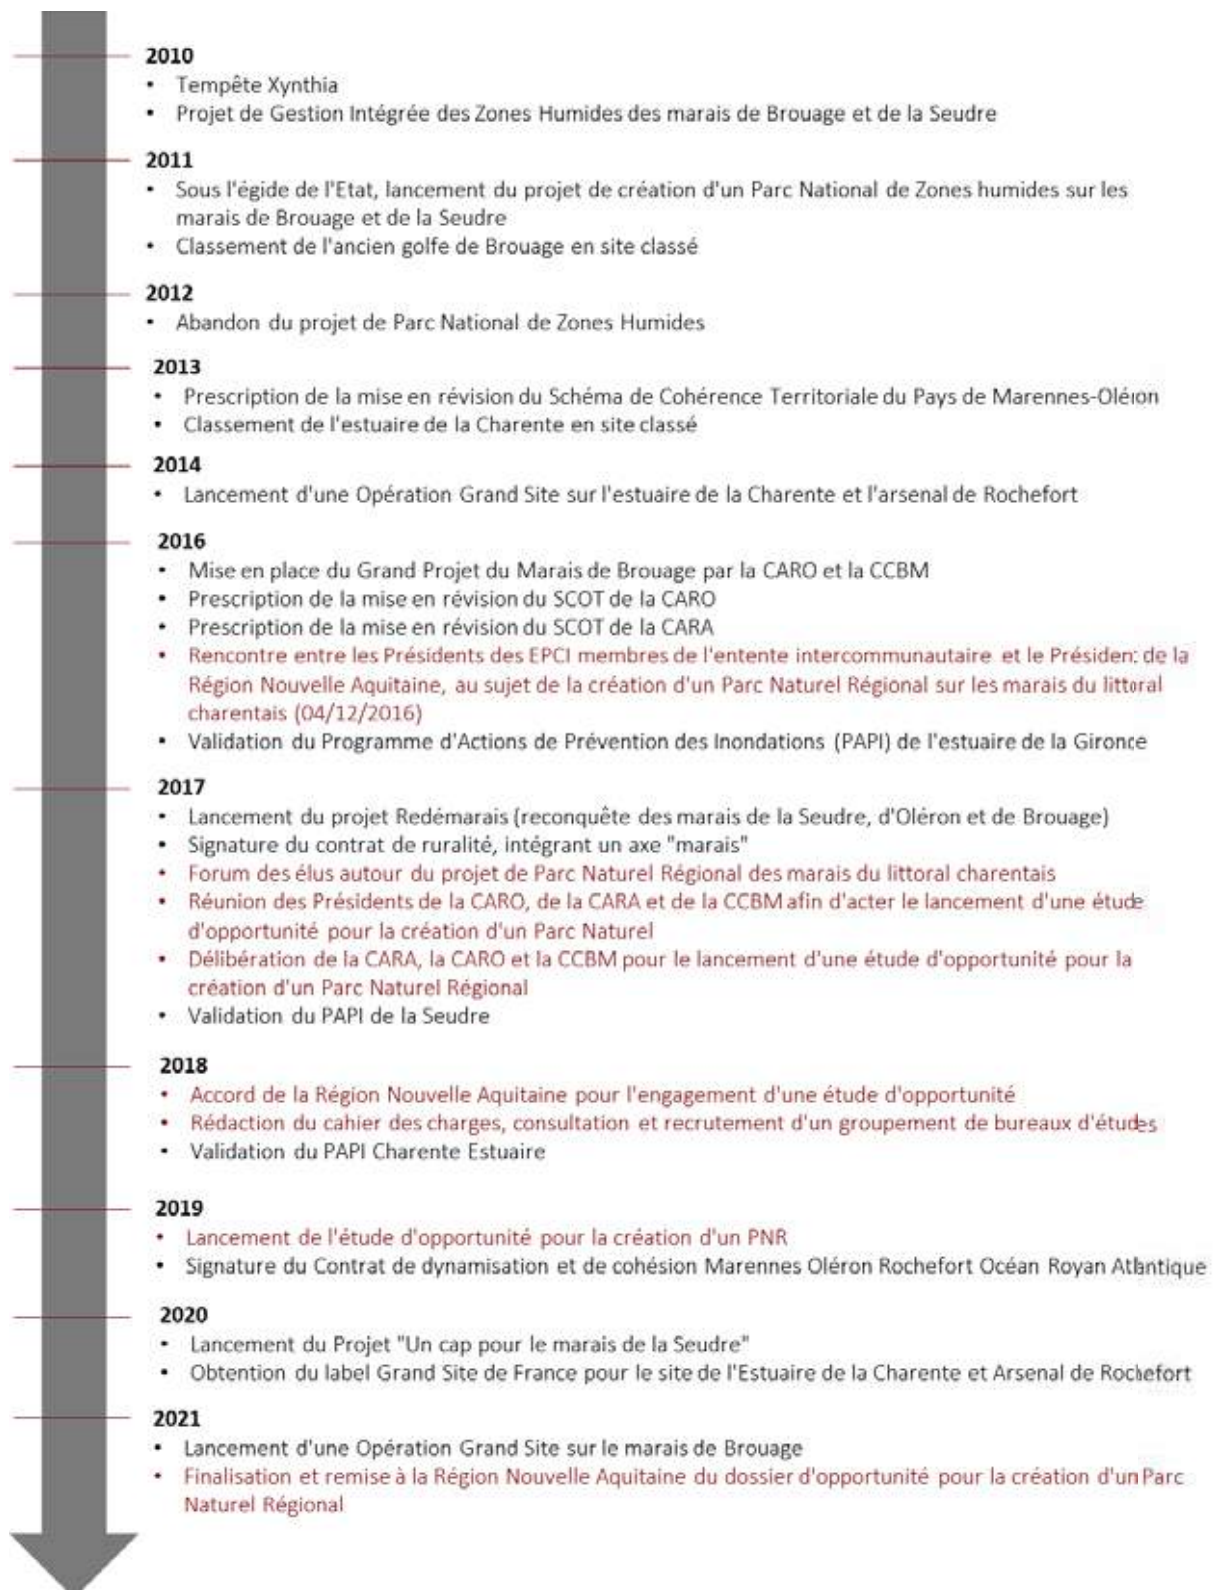 2010
• Tempête Xynthia
• Projet de Gestion Intégrée des Zones Humides des marais de Brouage et de la Seudre
2011
• Sous l'égide de l'Etat, lancement du projet de création d'un Parc National de Zones humides sur les
marais de Brouage et de la Seudre
• Classement de l'ancien golfe de Brouage en site classé
2012
• Abandon du projet de Parc National de Zones Humides
2013
• Prescription de la mise en révision du Schéma de Cohérence Territoriale du Pays de Marennes-Oléron
• Classement de l'estuaire de la Charente en site classé
2014
• Lancement d'une Opération Grand Site sur l'estuaire de la Charente et l'arsenal de Rochefort
2016
• Mise en place du Grand Projet du Marais de Brouage par la CARO et la CCBM
• Prescription de la mise en révision du SCOT de la CARO
• Prescription de la mise en révision du SCOT de la CARA
• Rencontre entre les Présidents des EPCI membres de l'entente intercommunautaire et le Président de la
Région Nouvelle Aquitaine, au sujet de la création d'un Parc Naturel Régional sur les marais du littoral
charentais (04/12/2016)
• Validation du Programme d'Actions de Prévention des Inondations (PAPI) de l'estuaire de la Gironde
2017
• Lancement du projet Redémarais (reconquête des marais de la Seudre, d'Oléron et de Brouage)
• Signature du contrat de ruralité, intégrant un axe "marais"
• Forum des élus autour du projet de Parc Naturel Régional des marais du littoral charentais
• Réunion des Présidents de la CARO, de la CARA et de la CCBM afin d'acter le lancement d'une étude
d'opportunité pour la création d'un Parc Naturel
• Délibération de la CARA, la CARO et la CCBM pour le lancement d'une étude d'opportunité pour la
création d'un Parc Naturel Régional
• Validation du PAPI de la Seudre
2018
• Accord de la Région Nouvelle Aquitaine pour l'engagement d'une étude d'opportunité
• Rédaction du cahier des charges, consultation et recrutement d'un groupement de bureaux d'études
• Validation du PAPI Charente Estuaire
2019
• Lancement de l'étude d'opportunité pour la création d'un PNR
• Signature du Contrat de dynamisation et de cohésion Marennes Oléron Rochefort Océan Royan Atlantique
2020
• Lancement du Projet "Un cap pour le marais de la Seudre"
• Obtention du label Grand Site de France pour le site de l'Estuaire de la Charente et Arsenal de Rochefort
2021
• Lancement d'une Opération Grand Site sur le marais de Brouage
• Finalisation et remise à la Région Nouvelle Aquitaine du dossier d'opportunité pour la création d'un Parc
Naturel Régional